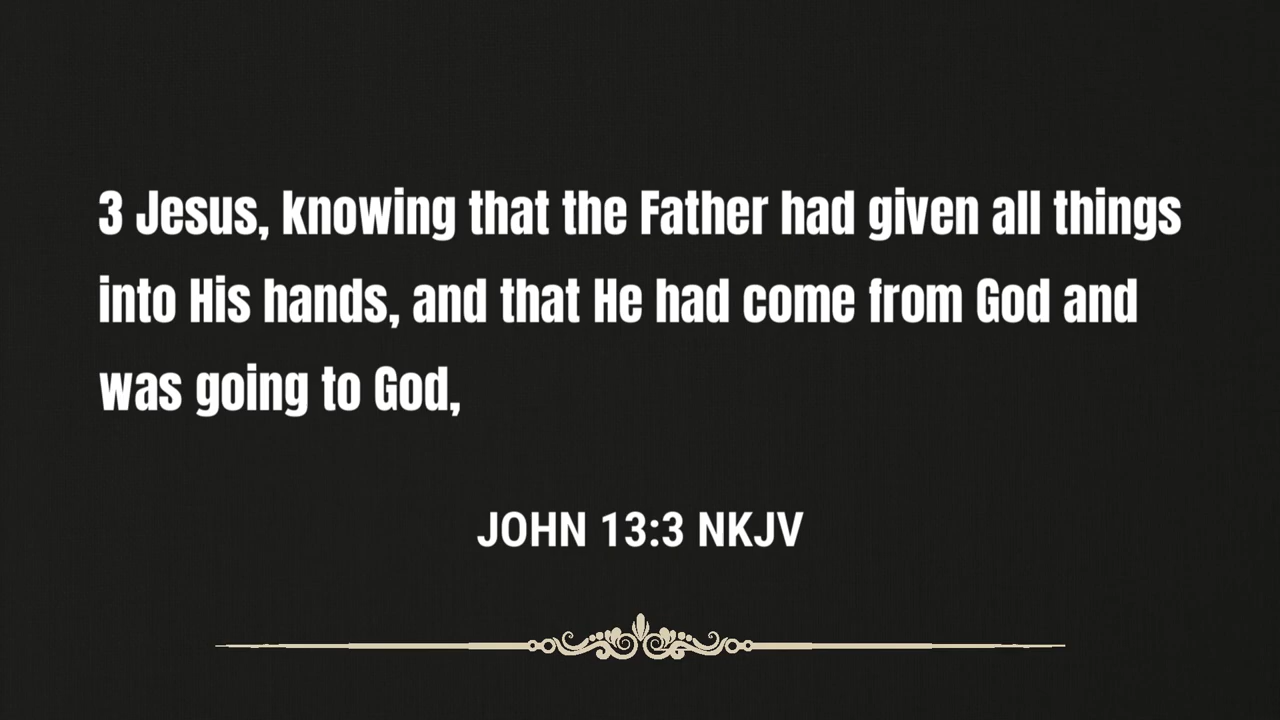 3 Jesus, knowing that the Father had given all things
into His hands, and that He had come from God and
was going to God,
JOHN 13:3 NKJV